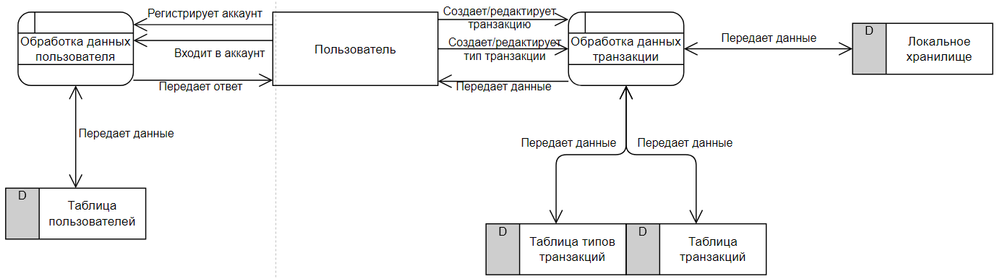 Регистрирует аккаунт
Обработка данных
пользователя
Входит в аккаунт
Передает ответ
Пользователь
Создает/редактирует
транзакцию
Создает/редактирует
тип транзакции
Передает данные
Обработка данных
транзакции
Передает данные
D
Локальное
хранилище
Передает данные
D
Таблица
пользователей
Передает данные
Передает данные
D
Таблица типов
транзакций
D
Таблица
транзакций